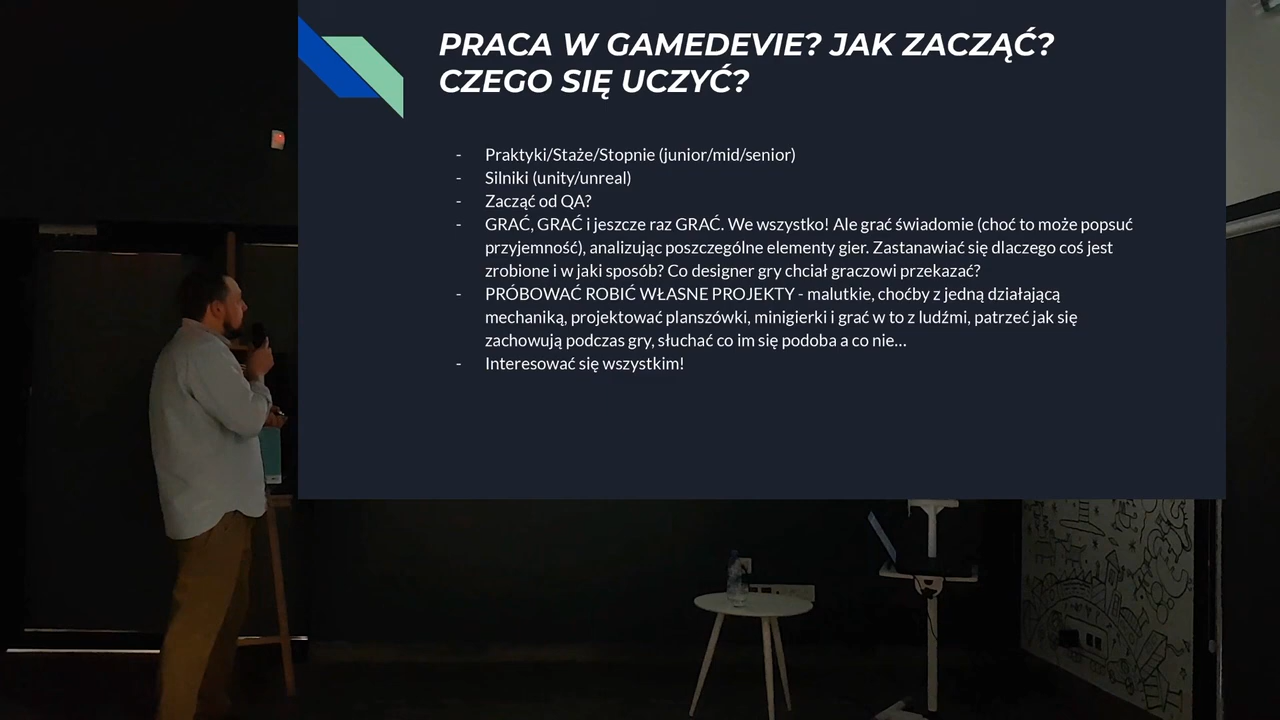 PRACA W GAMEDEVIE? JAK ZACZĄĆ?
CZEGO SIĘ UCZYĆ?
- Praktyki/Staże/Stopnie (junior/mid/senior)
- Silniki (unity/unreal)
- Zacząć od QA?
- GRAĆ, GRAĆ i jeszcze raz GRAĆ. We wszystko! Ale grać świadomie (choć to może popsuć
przyjemność), analizując poszczególne elementy gier. Zastanawiać się dlaczego coś jest
zrobione i w jaki sposób? Co designer gry chciał graczowi przekazać?
- PRÓBOWAĆ ROBIĆ WŁASNE PROJEKTY - malutkie, choćby z jedną działającą
mechaniką, projektować planszówki, minigierki i grać w to z ludźmi, patrzeć jak się
zachowują podczas gry, słuchać co im się podoba a co nie...
- Interesować się wszystkim!